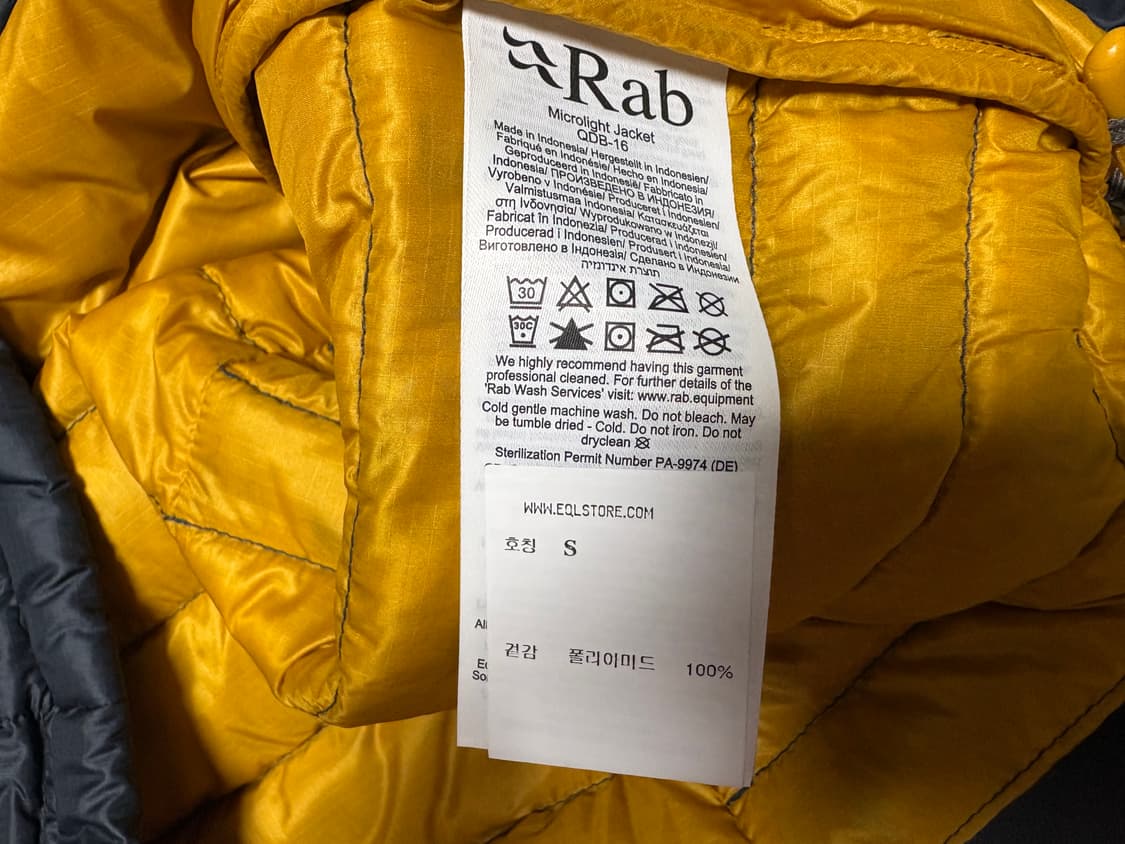 Rab
Microlight Jacket
QDB-16
Made in Indonesia/ Hergestellt in Indonesien/
Fabriqué en Indonésie/ Hecho en Indonesia/
Geproduceerd in Indonesië/ Fabbricato in
Indonesia/ ПРОИЗВЕДЕНО В ИНДОНЕЗИЯ/
Vyrobeno v Indonésie/ Produceret i Indonesien/
Valmistusmaa Indonesia/ Κατασκευάζεται
στη Ινδονησία/ Wyprodukowano w Indonezji/
Fabricat în Indonezia/ Producerad i indonesien/
Producerad i Indonesien/ Produsert i Indonesia/
Виготовлено в Індонезія/ Сделано в Индонезии
תוצרת אינדונזיה
30
30C
We highly recommend having this garment
professional cleaned. For further details of the
'Rab Wash Services' visit: www.rab.equipment
Cold gentle machine wash. Do not bleach. May
be tumble dried - Cold. Do not iron. Do not
dryclean
Sterilization Permit Number PA-9974 (DE)
WWW.EQLSTORE.COM
호칭 S
겉감 폴리아미드 100%